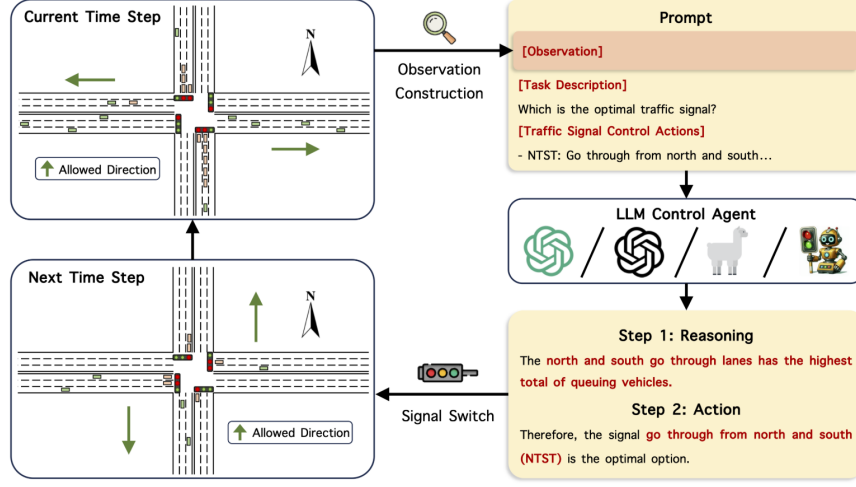 Current Time Step
N
Allowed Direction
Observation
Construction
Prompt
[Observation]
[Task Description]
Which is the optimal traffic signal?
[Traffic Signal Control Actions]
- NTST: Go through from north and south...
LLM Control Agent
Step 1: Reasoning
The north and south go through lanes has the highest
total of queuing vehicles.
Step 2: Action
Therefore, the signal go through from north and south
(NTST) is the optimal option.
Signal Switch
Next Time Step
N
Allowed Direction